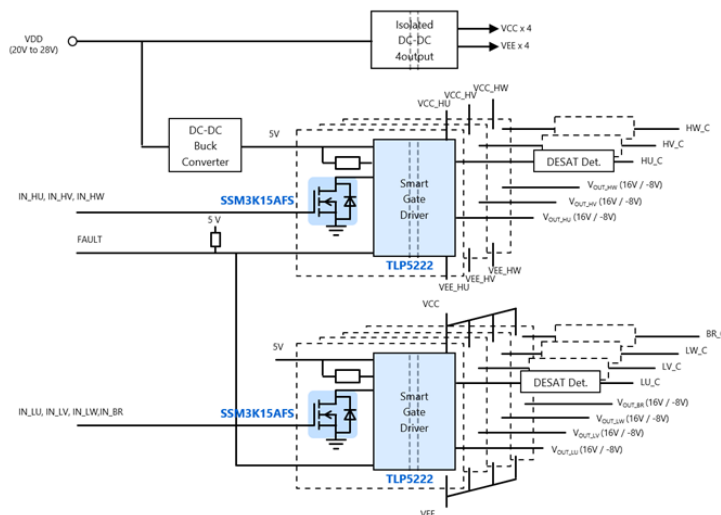 VDD
(20V to 28V)
Isolated
DC-DC
4output
VCC x 4
VEE x 4
VCC_HU
VCC_HV
VCC_HW
DC-DC
Buck
Converter
5V
HW_C
HV_C
DESAT Det.
HU_C
IN_HU, IN_HV, IN_HW
SSM3K15AFS
Smart
Gate
Driver
VOUT_HW (16V / -8V)
VOUT_HV (16V / -8V)
VOUT_HU (16V / -8V)
5 V
FAULT
TLP5222
VEE_HU
VEE_HV
VEE_HW
VCC
5V
BR_C
LW_C
LV_C
DESAT Det.
LU_C
IN_LU, IN_LV, IN_LW,IN_BR
SSM3K15AFS
Smart
Gate
Driver
VOUT_BR (16V / -8V)
VOUT_LW (16V / -8V)
VOUT_LV (16V / -8V)
VOUT_LU (16V / -8V)
TLP5222
VEE